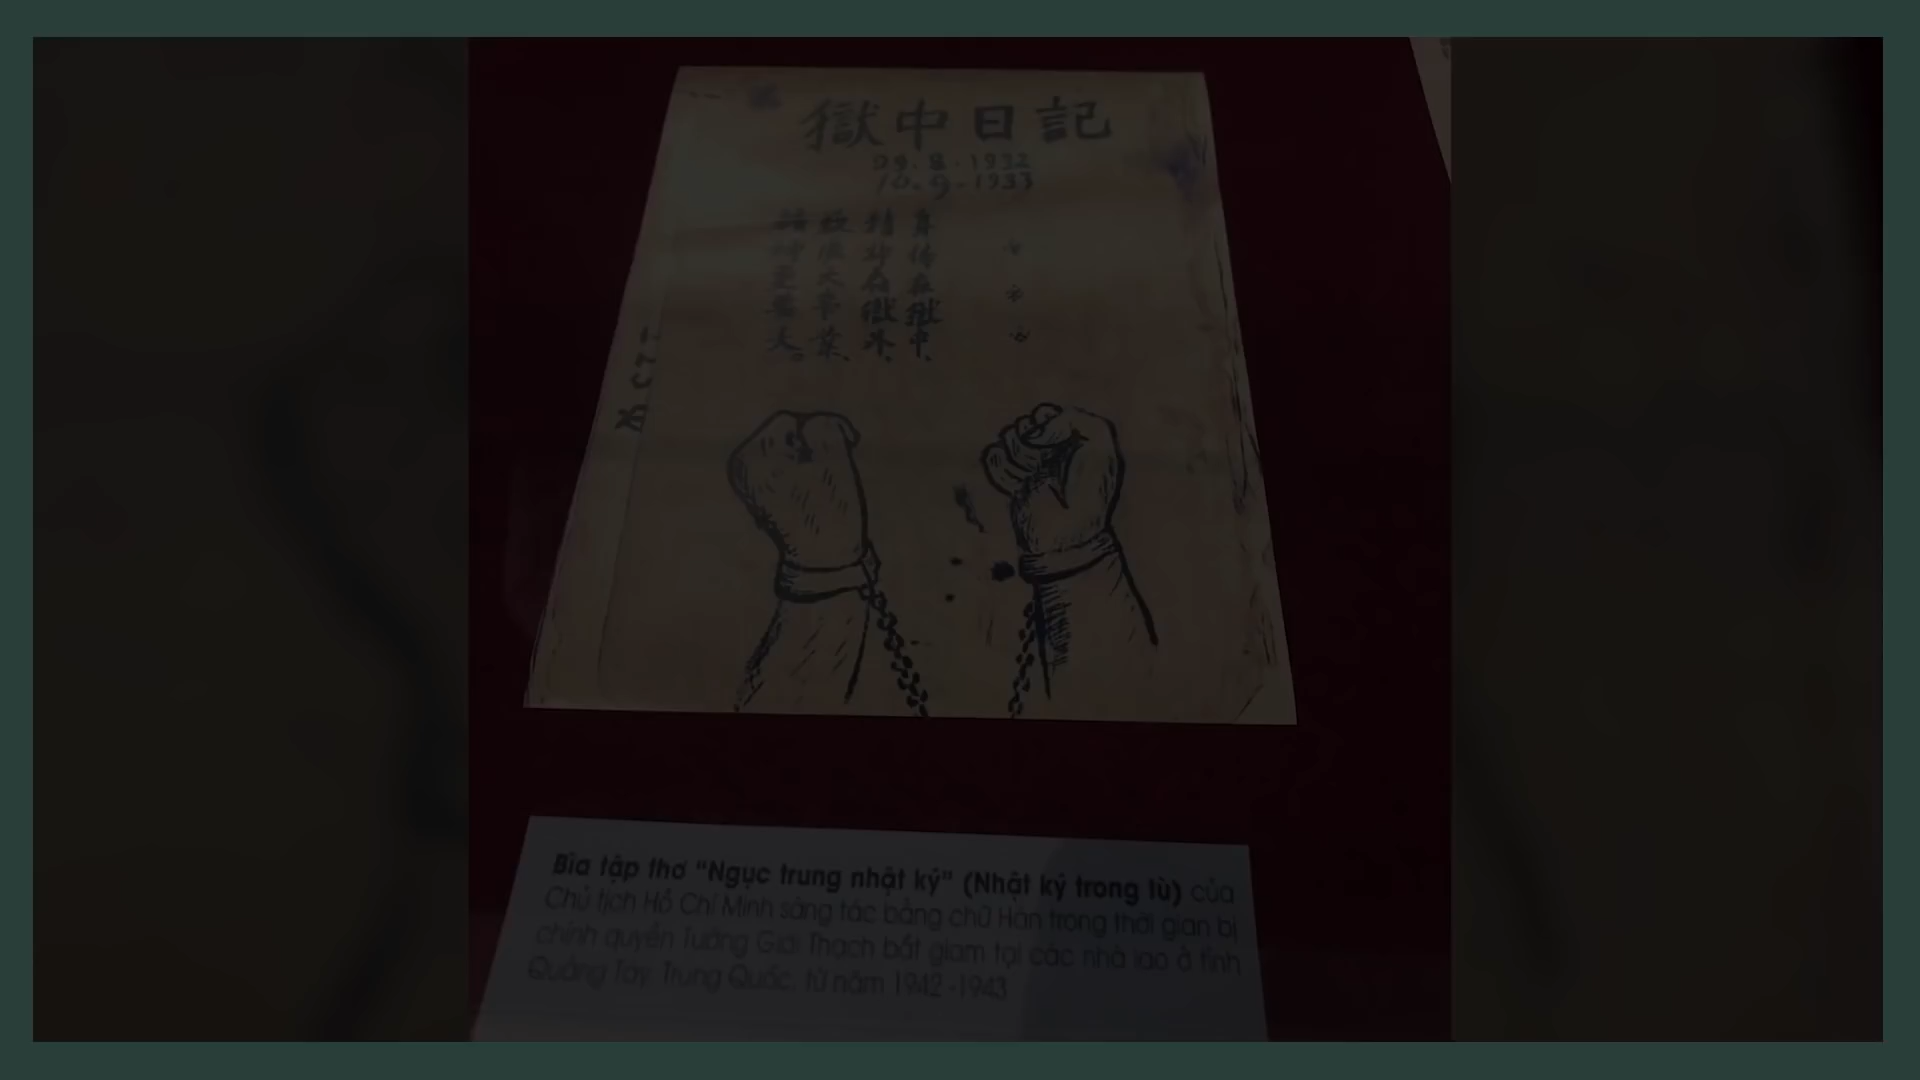 獄中日記
29.8.1932
10.9.1933
身体在獄中、
精神在獄外、
欲成大事業、
精神更要大。
Bìa tập thơ "Ngục trung nhật ký" (Nhật ký trong tù) của
Chủ tịch Hồ Chí Minh sáng tác bằng chữ Hán trong thời gian bị
chính quyền Tưởng Giới Thạch bắt giam tại các nhà lao ở tỉnh
Quảng Tây, Trung Quốc, từ năm 1942 -1943